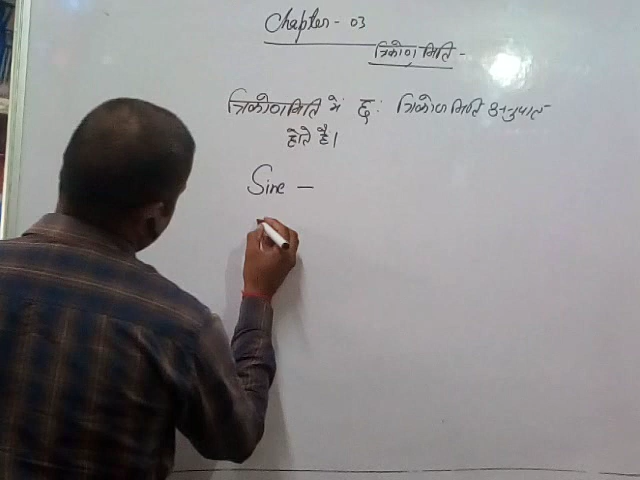 Chapter - 03
त्रिकोणमिति -
त्रिकोणमिति में छः त्रिकोणमिति अनुपात
होते है।
Sine -